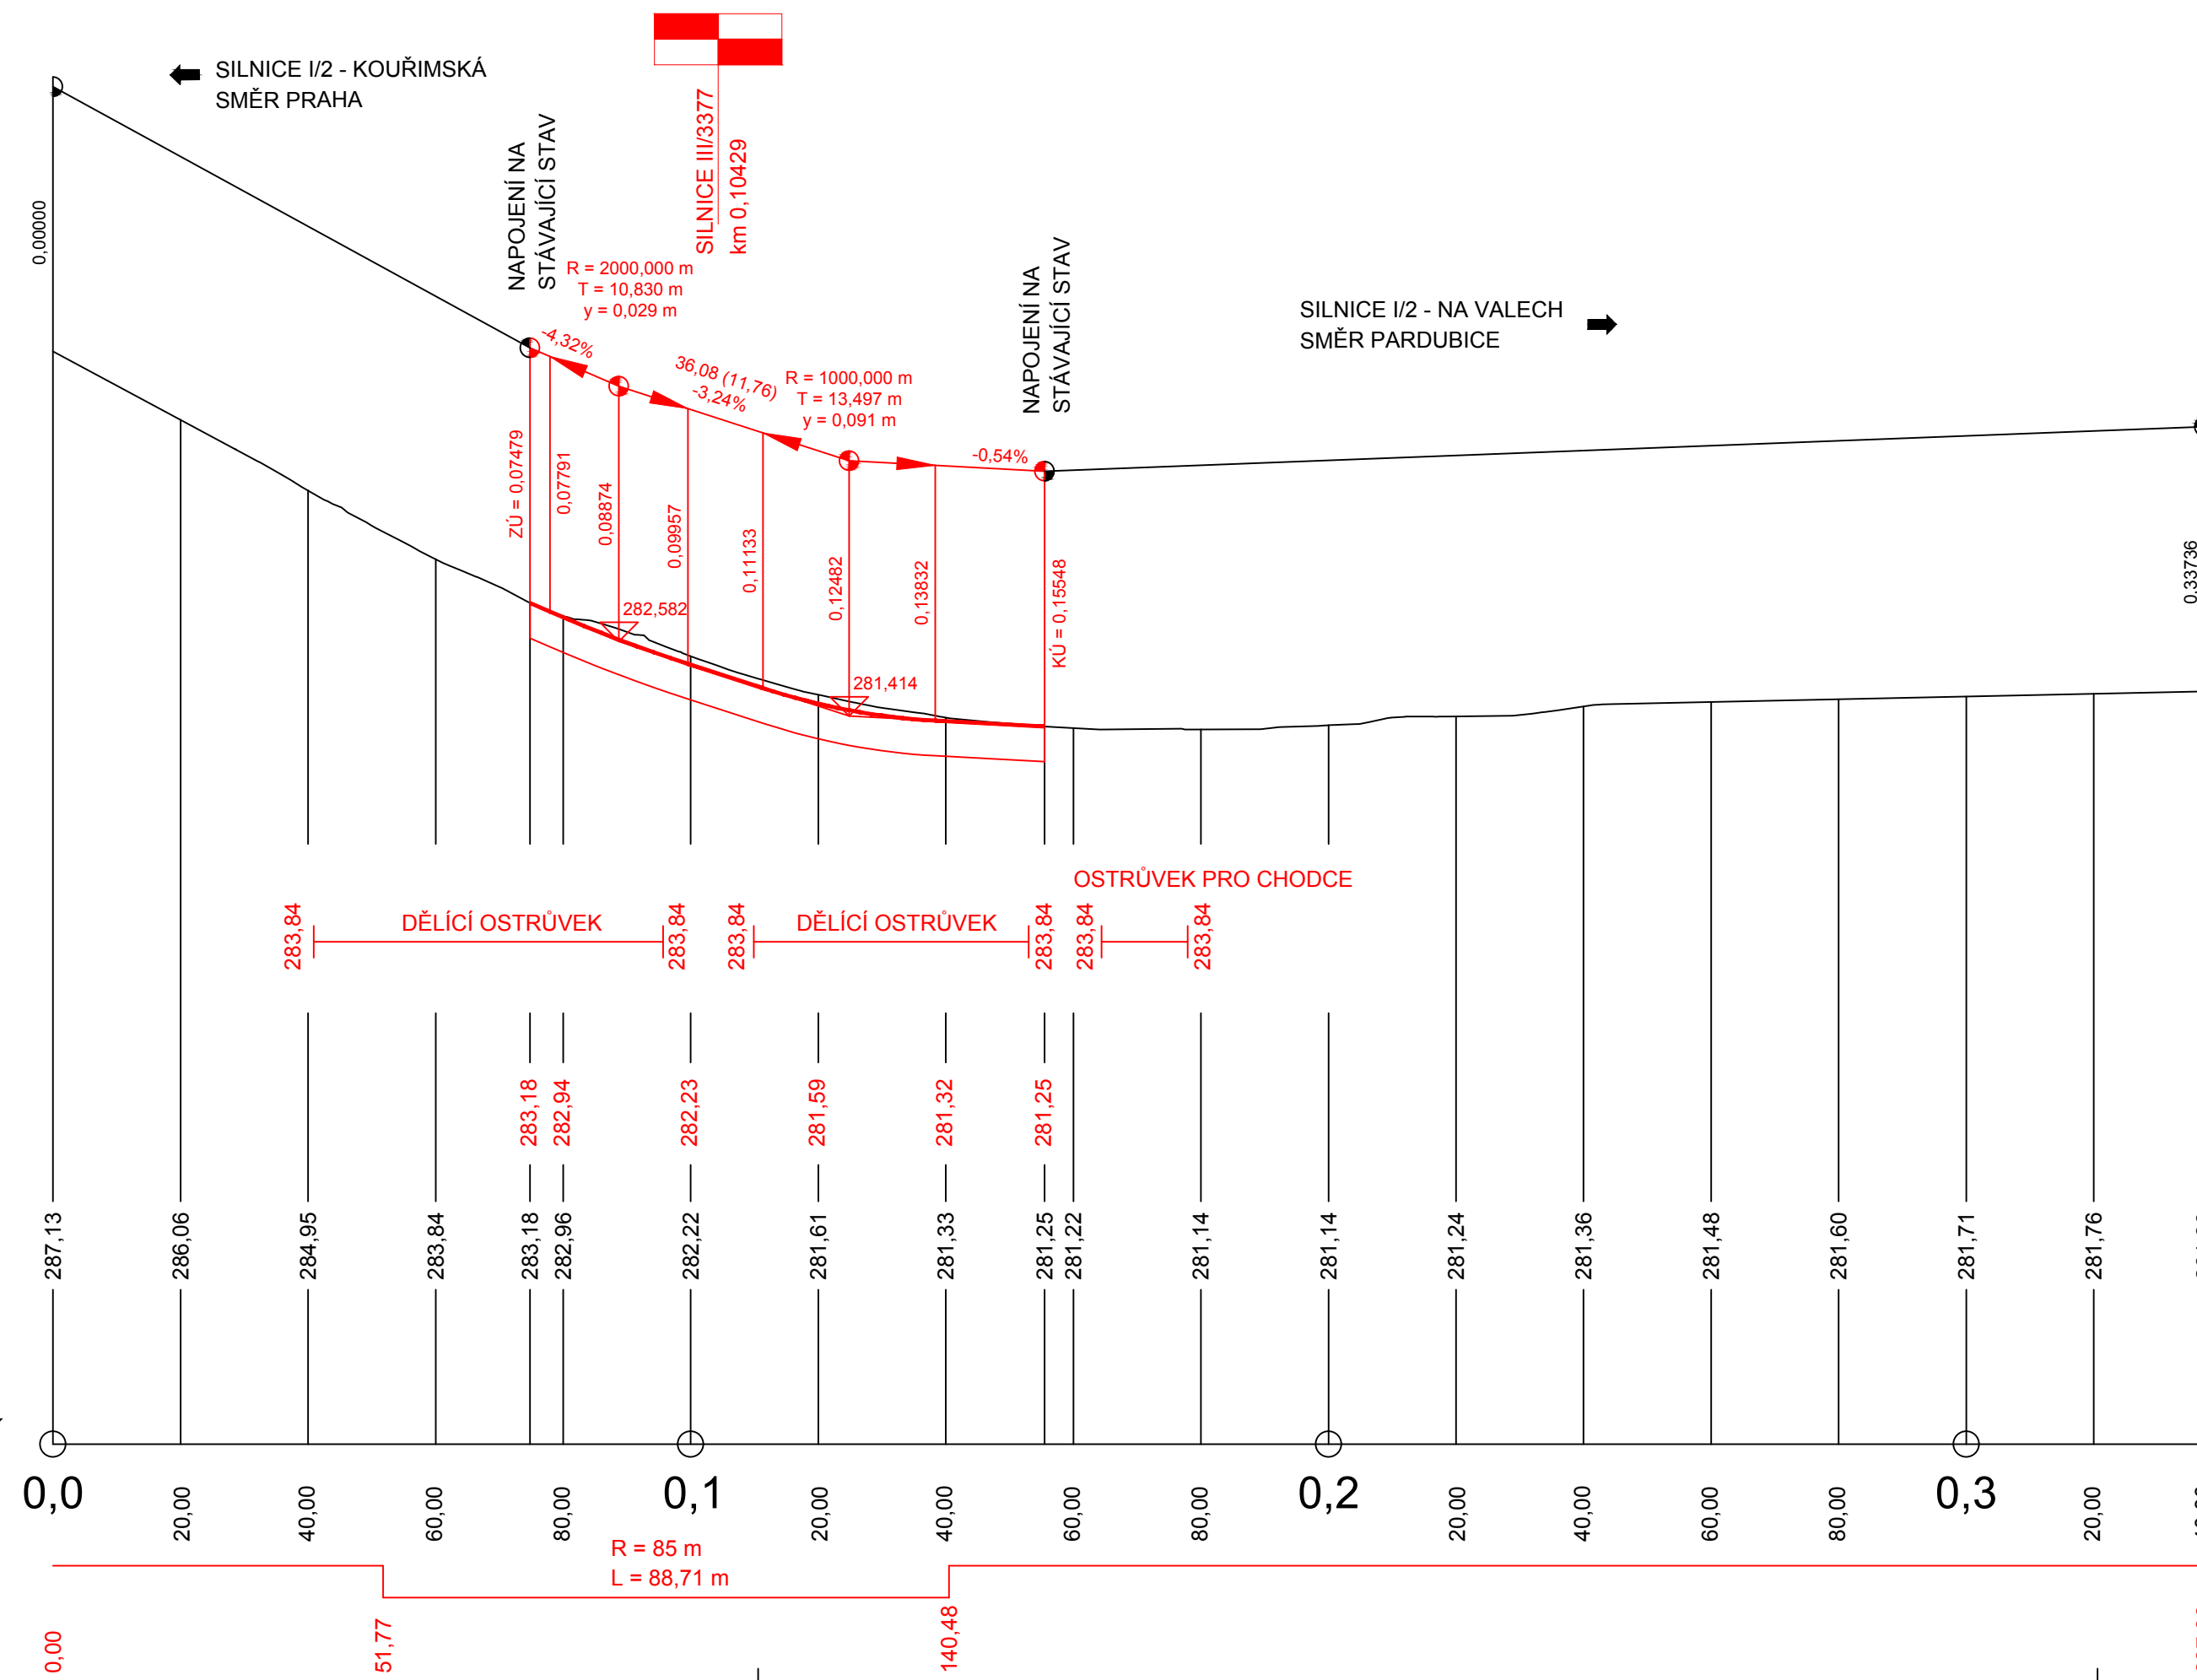 SILNICE I/2 - KOUŘIMSKÁ
SMĚR PRAHA
SILNICE III/3377
km 0,10429
0,00000
NAPOJENÍ NA
STÁVAJÍCÍ STAV
R = 2000,000 m
T = 10,830 m
y = 0,029 m
-4,32%
36,08 (11,76)
-3,24%
R = 1000,000 m
T = 13,497 m
y = 0,091 m
-0,54%
NAPOJENÍ NA
STÁVAJÍCÍ STAV
SILNICE I/2 - NA VALECH
SMĚR PARDUBICE
ZÚ = 0,07479
0,07791
0,08874
0,09957
0,11133
0,12482
0,13832
KÚ = 0,15548
0,33736
282,582
281,414
OSTRŮVEK PRO CHODCE
283,84
DĚLÍCÍ OSTRŮVEK
283,84
283,84
DĚLÍCÍ OSTRŮVEK
283,84
283,84
283,84
283,18
282,94
282,23
281,59
281,32
281,25
287,13
286,06
284,95
283,84
283,18
282,96
282,22
281,61
281,33
281,25
281,22
281,14
281,14
281,24
281,36
281,48
281,60
281,71
281,76
0,0
20,00
40,00
60,00
80,00
0,1
20,00
40,00
60,00
80,00
0,2
20,00
40,00
60,00
80,00
0,3
20,00
R = 85 m
L = 88,71 m
0,00
51,77
140,48